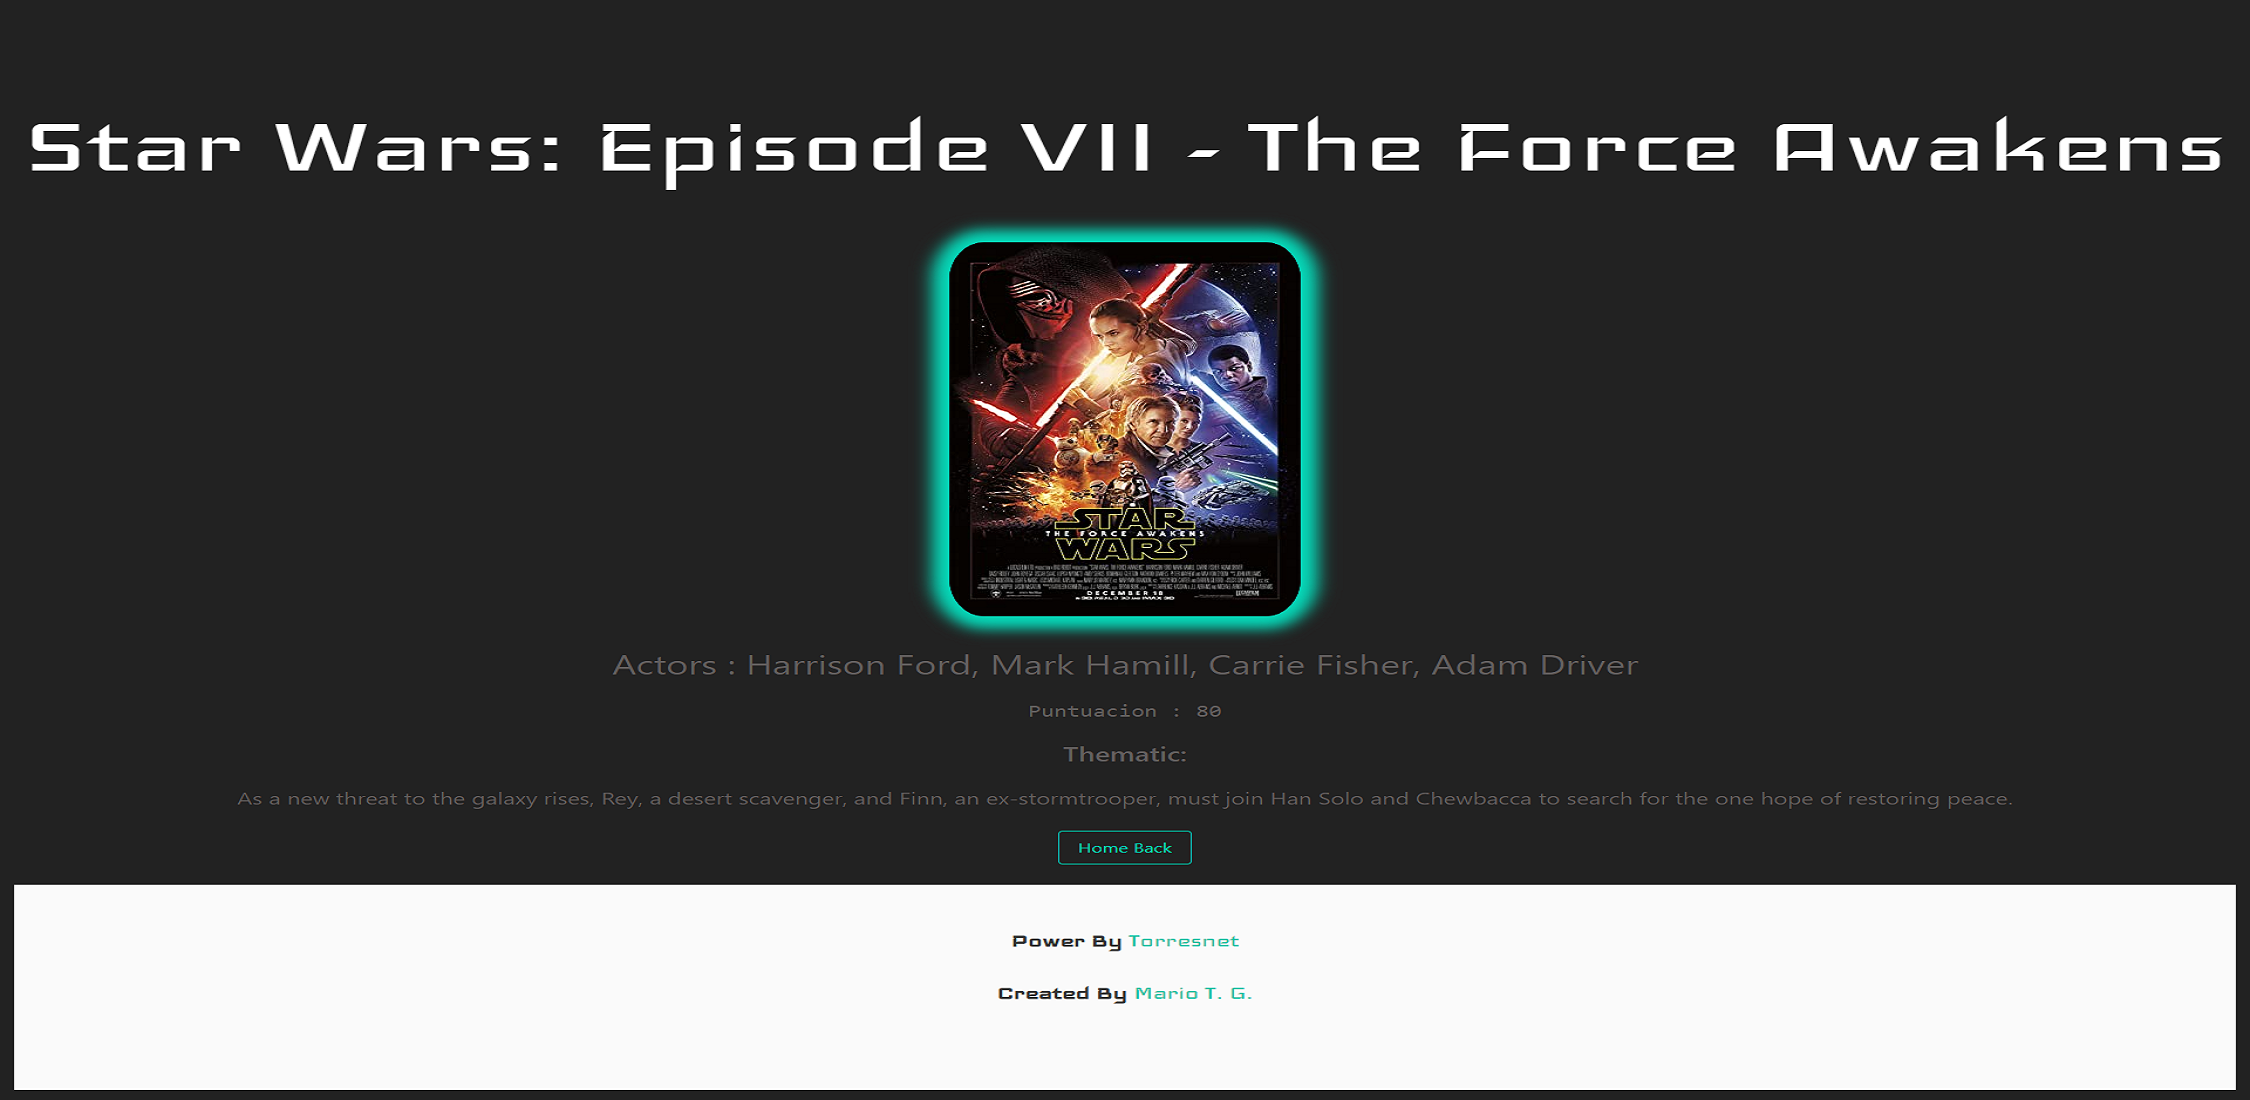 Star Wars: Episode VII - The Force Awakens
STAR
THE FORCE AWAKENS
WARS
DECEMBER 18
Actors : Harrison Ford, Mark Hamill, Carrie Fisher, Adam Driver
Puntuacion : 80
Thematic:
As a new threat to the galaxy rises, Rey, a desert scavenger, and Finn, an ex-stormtrooper, must join Han Solo and Chewbacca to search for the one hope of restoring peace.
Home Back
Power By Torresnet
Created By Mario T. G.